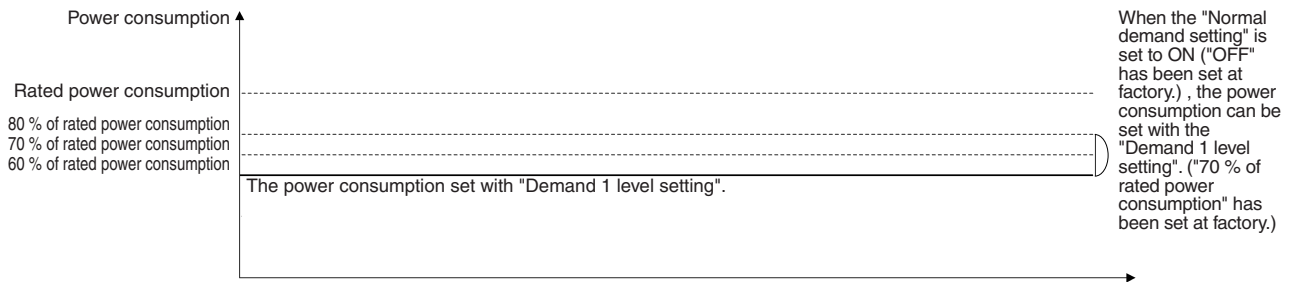 Power consumption
Rated power consumption
80 % of rated power consumption
70 % of rated power consumption
60 % of rated power consumption
The power consumption set with "Demand 1 level setting".
When the "Normal
demand setting" is
set to ON ("OFF"
has been set at
factory.) , the power
consumption can be
set with the
"Demand 1 level
setting". ("70 % of
rated power
consumption" has
been set at factory.)